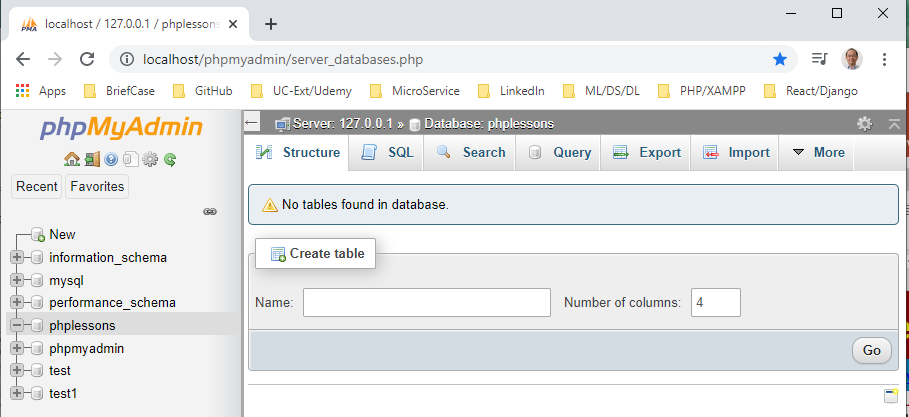 localhost / 127.0.0.1 / phplessons
localhost/phpmyadmin/server_databases.php
Apps BriefCase GitHub UC-Ext/Udemy MicroService LinkedIn ML/DS/DL PHP/XAMPP React/Django
phpMyAdmin
Recent Favorites
New
information_schema
mysql
performance_schema
phplessons
phpmyadmin
test
test1
Server: 127.0.0.1 » Database: phplessons
Structure SQL Search Query Export Import More
No tables found in database.
Create table
Name: Number of columns: 4
Go